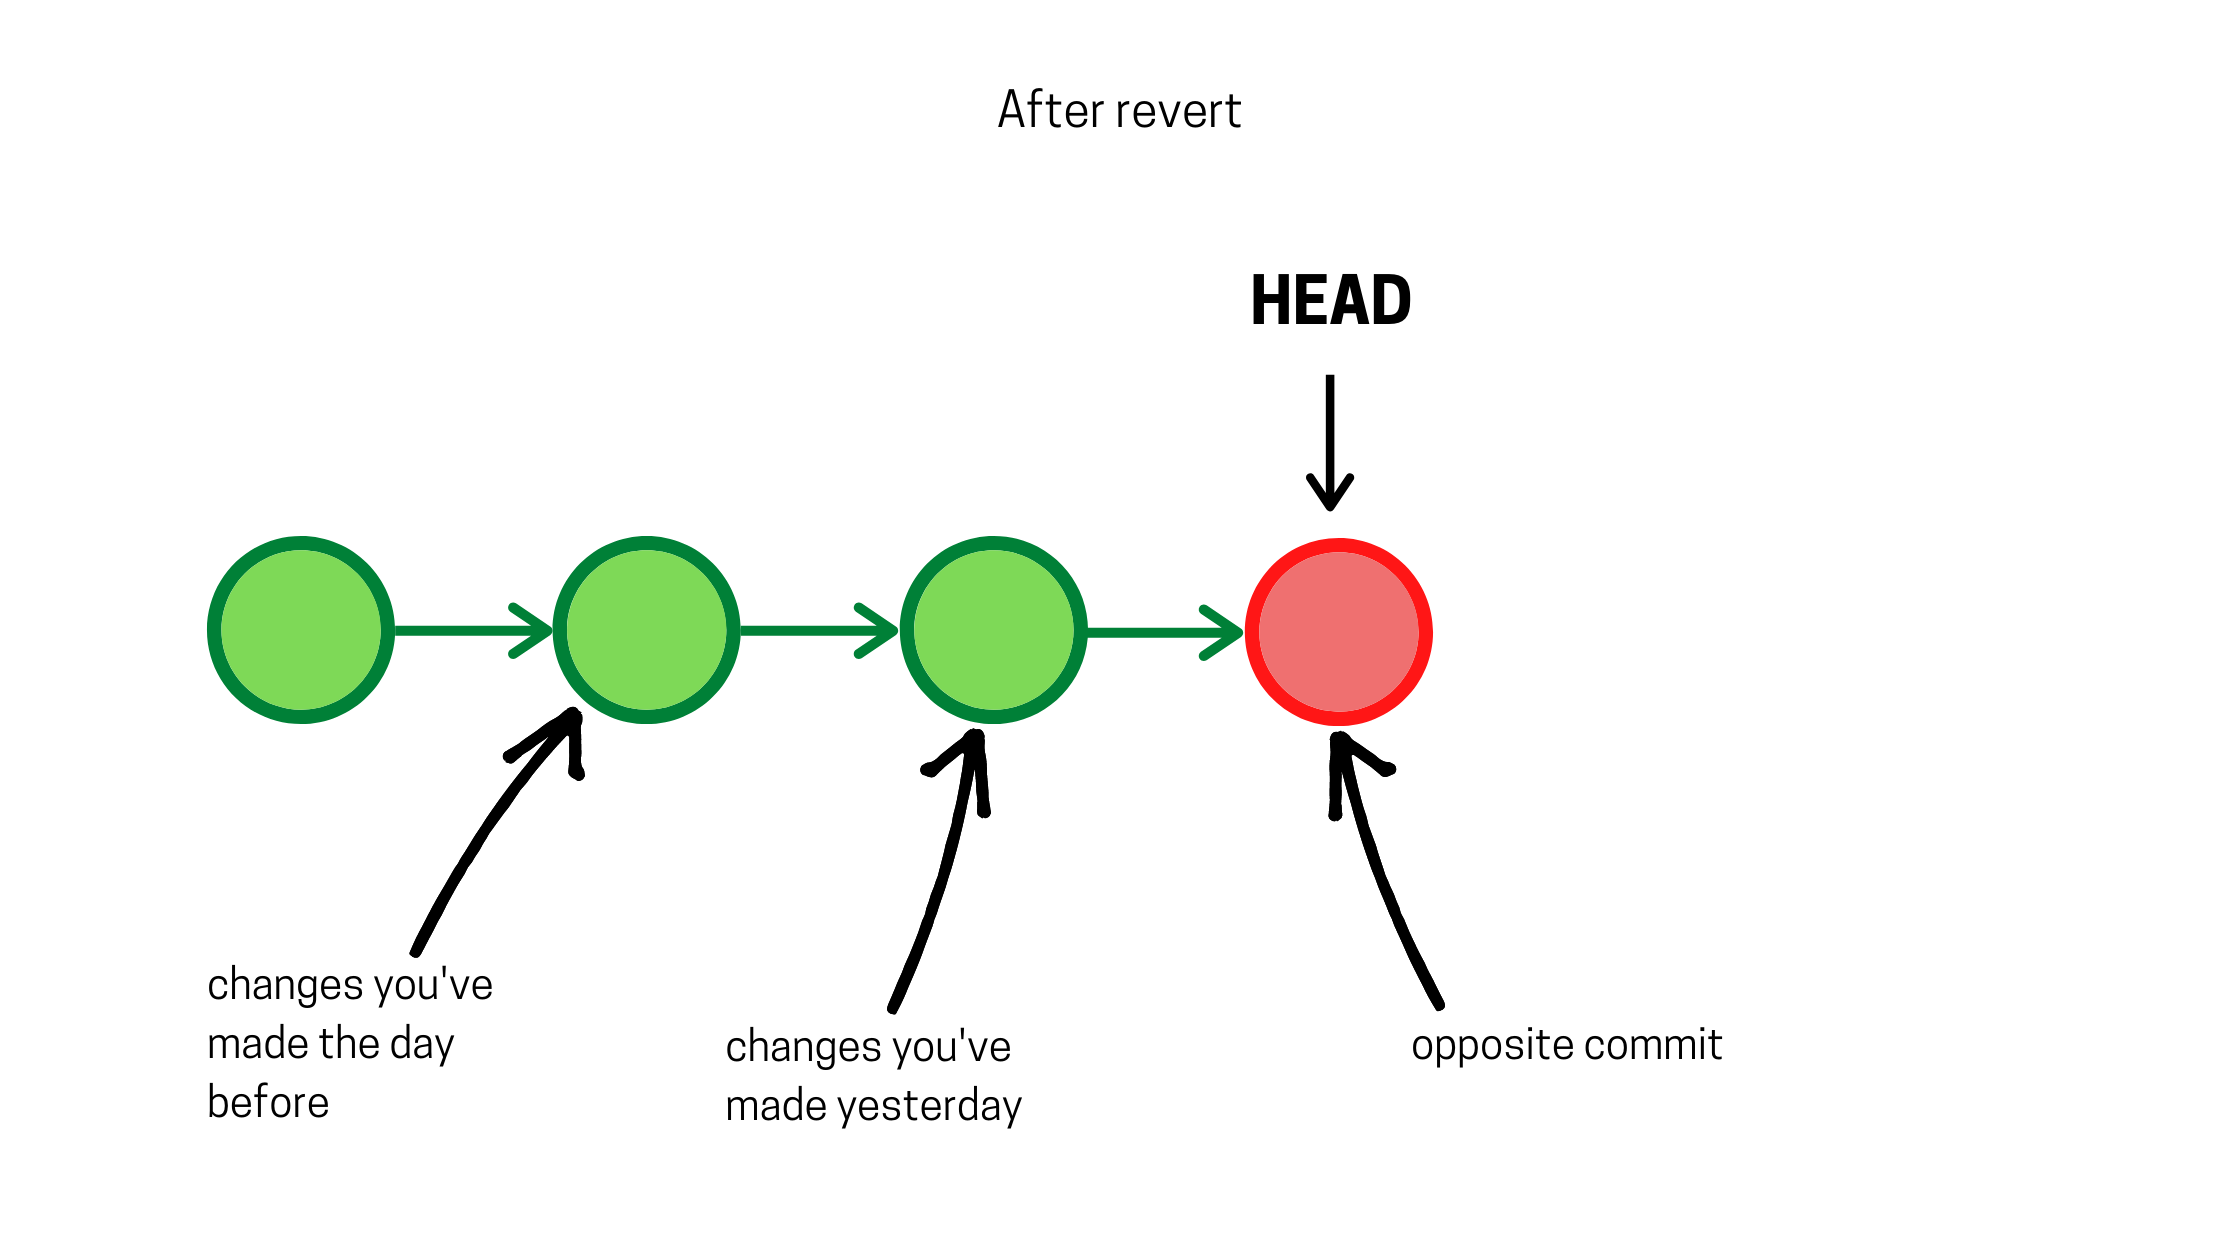 After revert
HEAD
changes you've
made the day
before
changes you've
made yesterday
opposite commit